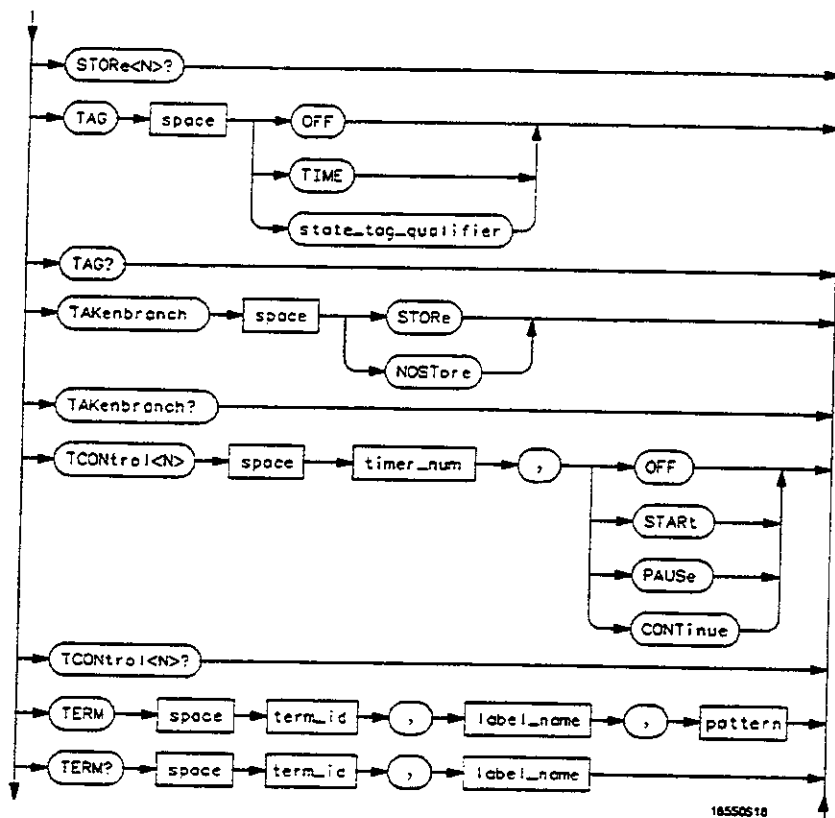 STORe<N>?
TAG space OFF
TIME
state_tag_qualifier
TAG?
TAKenbranch space STORe
NOSTore
TAKenbranch?
TCONtrol<N> space timer_num , OFF
STARt
PAUSe
CONTinue
TCONtrol<N>?
TERM space term_id , label_name , pattern
TERM? space term_id , label_name
16550S18